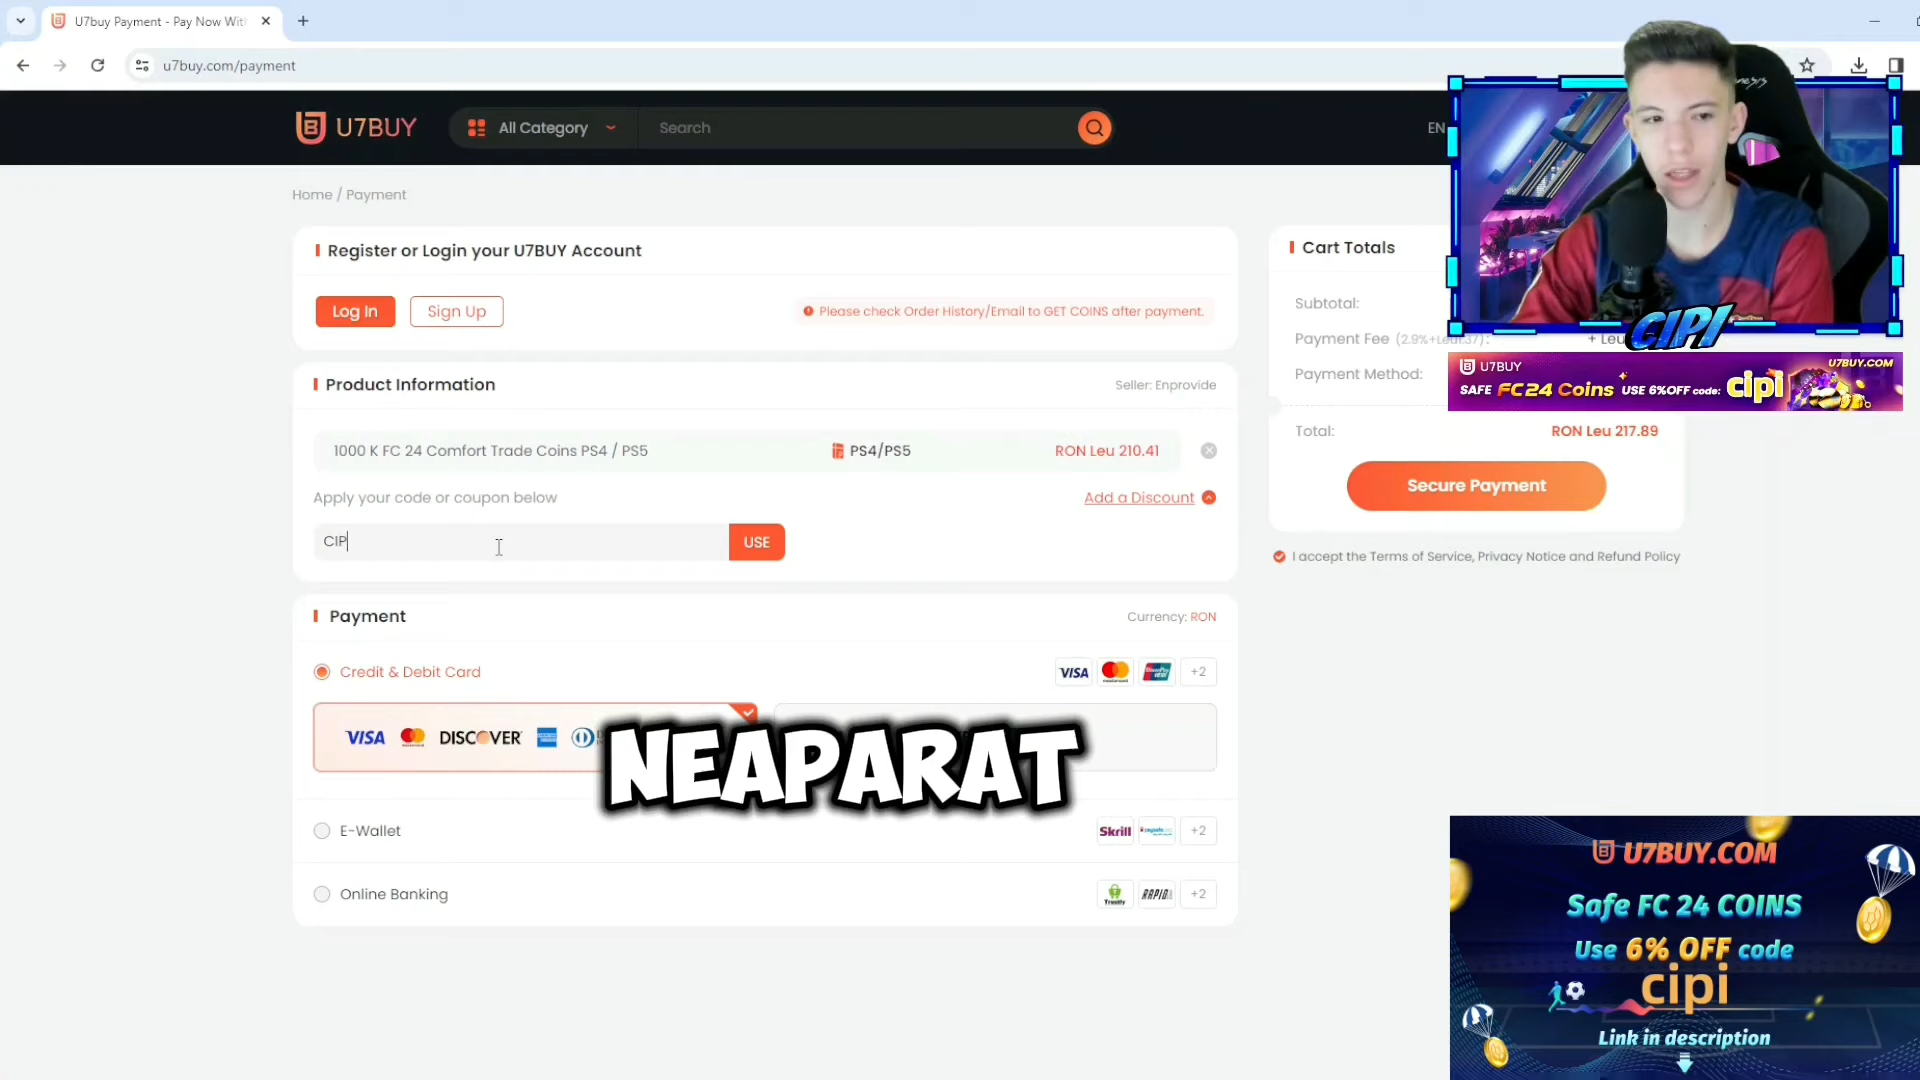 U7buy Payment - Pay Now With
u7buy.com/payment
U7BUY
All Category
Search
EN
Home / Payment
Register or Login your U7BUY Account
Log In
Sign Up
Please check Order History/Email to GET COINS after payment.
Product Information
Seller: Enprovide
1000 K FC 24 Comfort Trade Coins PS4 / PS5
PS4/PS5
RON Leu 210.41
Apply your code or coupon below
Add a Discount
CIP
USE
Payment
Currency: RON
Credit & Debit Card
VISA
+2
VISA
DISCOVER
NEAPARAT
E-Wallet
Skrill
+2
Online Banking
Trustly
RAPID
+2
Cart Totals
Subtotal:
Payment Fee
+ Leu
Payment Method:
Total:
RON Leu 217.89
Secure Payment
I accept the Terms of Service, Privacy Notice and Refund Policy
CIPI
U7BUY
U7BUY.COM
SAFE FC24 Coins USE 6%OFF code: cipi
U7BUY.COM
Safe FC 24 COINS
Use 6% OFF code
cipi
Link in description